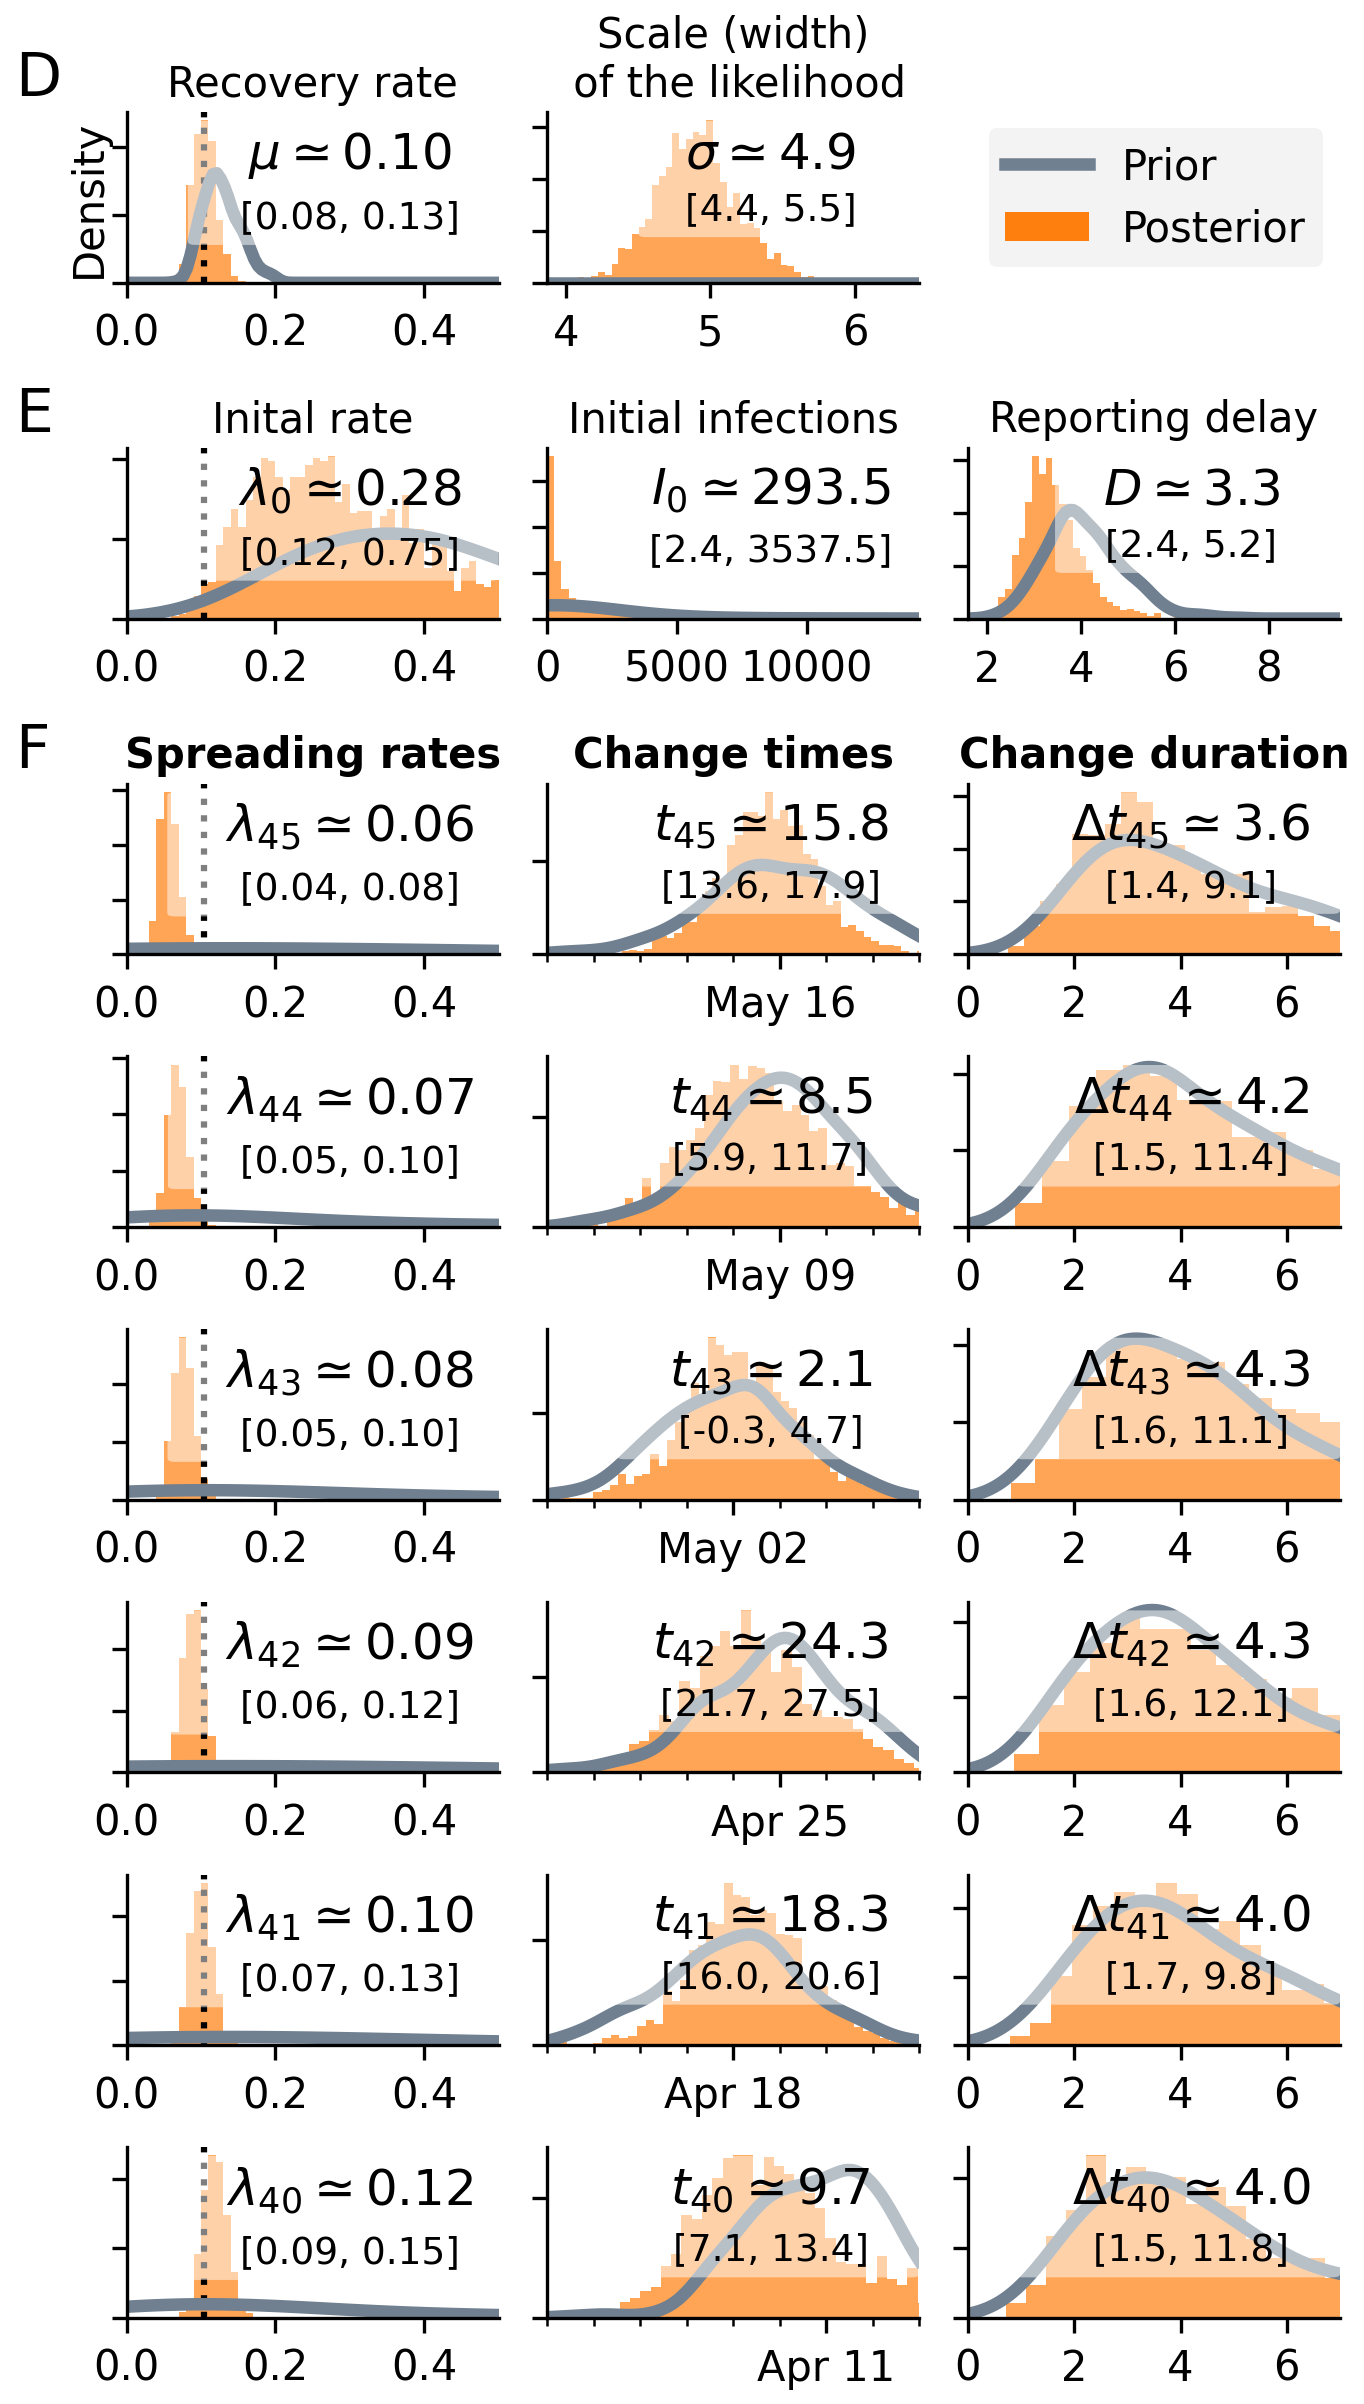 D
Recovery rate
Scale (width)
of the likelihood
Density
μ ≃ 0.10
[0.08, 0.13]
0.0 0.2 0.4
σ ≃ 4.9
[4.4, 5.5]
4 5 6
Prior
Posterior
E
Inital rate
λ0 ≃ 0.28
[0.12, 0.75]
0.0 0.2 0.4
Initial infections
I0 ≃ 293.5
[2.4, 3537.5]
0 5000 10000
Reporting delay
D ≃ 3.3
[2.4, 5.2]
2 4 6 8
F
Spreading rates
Change times
Change duration
λ45 ≃ 0.06
[0.04, 0.08]
0.0 0.2 0.4
t45 ≃ 15.8
[13.6, 17.9]
May 16
Δt45 ≃ 3.6
[1.4, 9.1]
0 2 4 6
λ44 ≃ 0.07
[0.05, 0.10]
0.0 0.2 0.4
t44 ≃ 8.5
[5.9, 11.7]
May 09
Δt44 ≃ 4.2
[1.5, 11.4]
0 2 4 6
λ43 ≃ 0.08
[0.05, 0.10]
0.0 0.2 0.4
t43 ≃ 2.1
[-0.3, 4.7]
May 02
Δt43 ≃ 4.3
[1.6, 11.1]
0 2 4 6
λ42 ≃ 0.09
[0.06, 0.12]
0.0 0.2 0.4
t42 ≃ 24.3
[21.7, 27.5]
Apr 25
Δt42 ≃ 4.3
[1.6, 12.1]
0 2 4 6
λ41 ≃ 0.10
[0.07, 0.13]
0.0 0.2 0.4
t41 ≃ 18.3
[16.0, 20.6]
Apr 18
Δt41 ≃ 4.0
[1.7, 9.8]
0 2 4 6
λ40 ≃ 0.12
[0.09, 0.15]
0.0 0.2 0.4
t40 ≃ 9.7
[7.1, 13.4]
Apr 11
Δt40 ≃ 4.0
[1.5, 11.8]
0 2 4 6